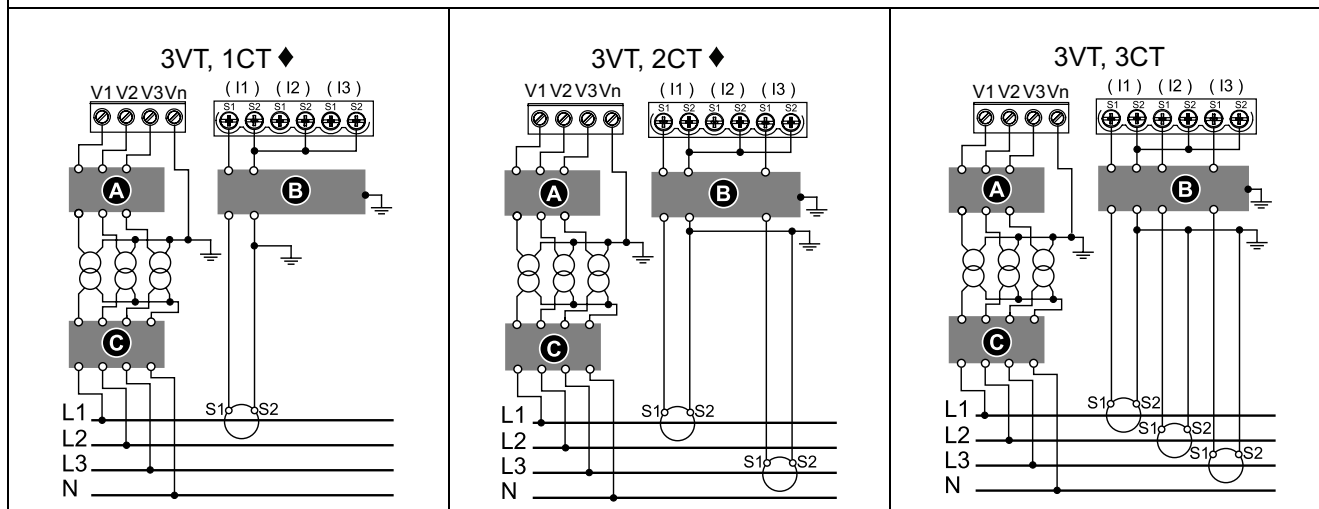 3VT, 1CT ♦
V1 V2 V3 Vn
( I1 ) ( I2 ) ( I3 )
S1 S2 S1 S2 S1 S2
A
B
C
S1 S2
L1
L2
L3
N
3VT, 2CT ♦
V1 V2 V3 Vn
( I1 ) ( I2 ) ( I3 )
S1 S2 S1 S2 S1 S2
A
B
C
S1 S2
L1
L2
S1 S2
L3
N
3VT, 3CT
V1 V2 V3 Vn
( I1 ) ( I2 ) ( I3 )
S1 S2 S1 S2 S1 S2
A
B
C
S1 S2
L1
S1 S2
L2
S1 S2
L3
N